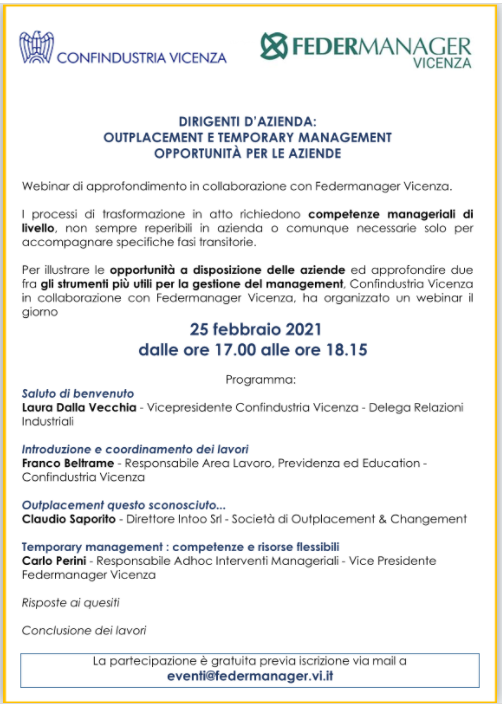 CONFINDUSTRIA VICENZA
FEDERMANAGER
VICENZA
DIRIGENTI D'AZIENDA:
OUTPLACEMENT E TEMPORARY MANAGEMENT
OPPORTUNITÀ PER LE AZIENDE
Webinar di approfondimento in collaborazione con Federmanager Vicenza.
I processi di trasformazione in atto richiedono competenze manageriali di
livello, non sempre reperibili in azienda o comunque necessarie solo per
accompagnare specifiche fasi transitorie.
Per illustrare le opportunità a disposizione delle aziende ed approfondire due
fra gli strumenti più utili per la gestione del management, Confindustria Vicenza
in collaborazione con Federmanager Vicenza, ha organizzato un webinar il
giorno
25 febbraio 2021
dalle ore 17.00 alle ore 18.15
Programma:
Saluto di benvenuto
Laura Dalla Vecchia - Vicepresidente Confindustria Vicenza - Delega Relazioni
Industriali
Introduzione e coordinamento dei lavori
Franco Beltrame - Responsabile Area Lavoro, Previdenza ed Education -
Confindustria Vicenza
Outplacement questo sconosciuto...
Claudio Saporito - Direttore Intoo Srl - Società di Outplacement & Changement
Temporary management : competenze e risorse flessibili
Carlo Perini - Responsabile Adhoc Interventi Manageriali - Vice Presidente
Federmanager Vicenza
Risposte ai quesiti
Conclusione dei lavori
La partecipazione è gratuita previa iscrizione via mail a
eventi@federmanager.vi.it